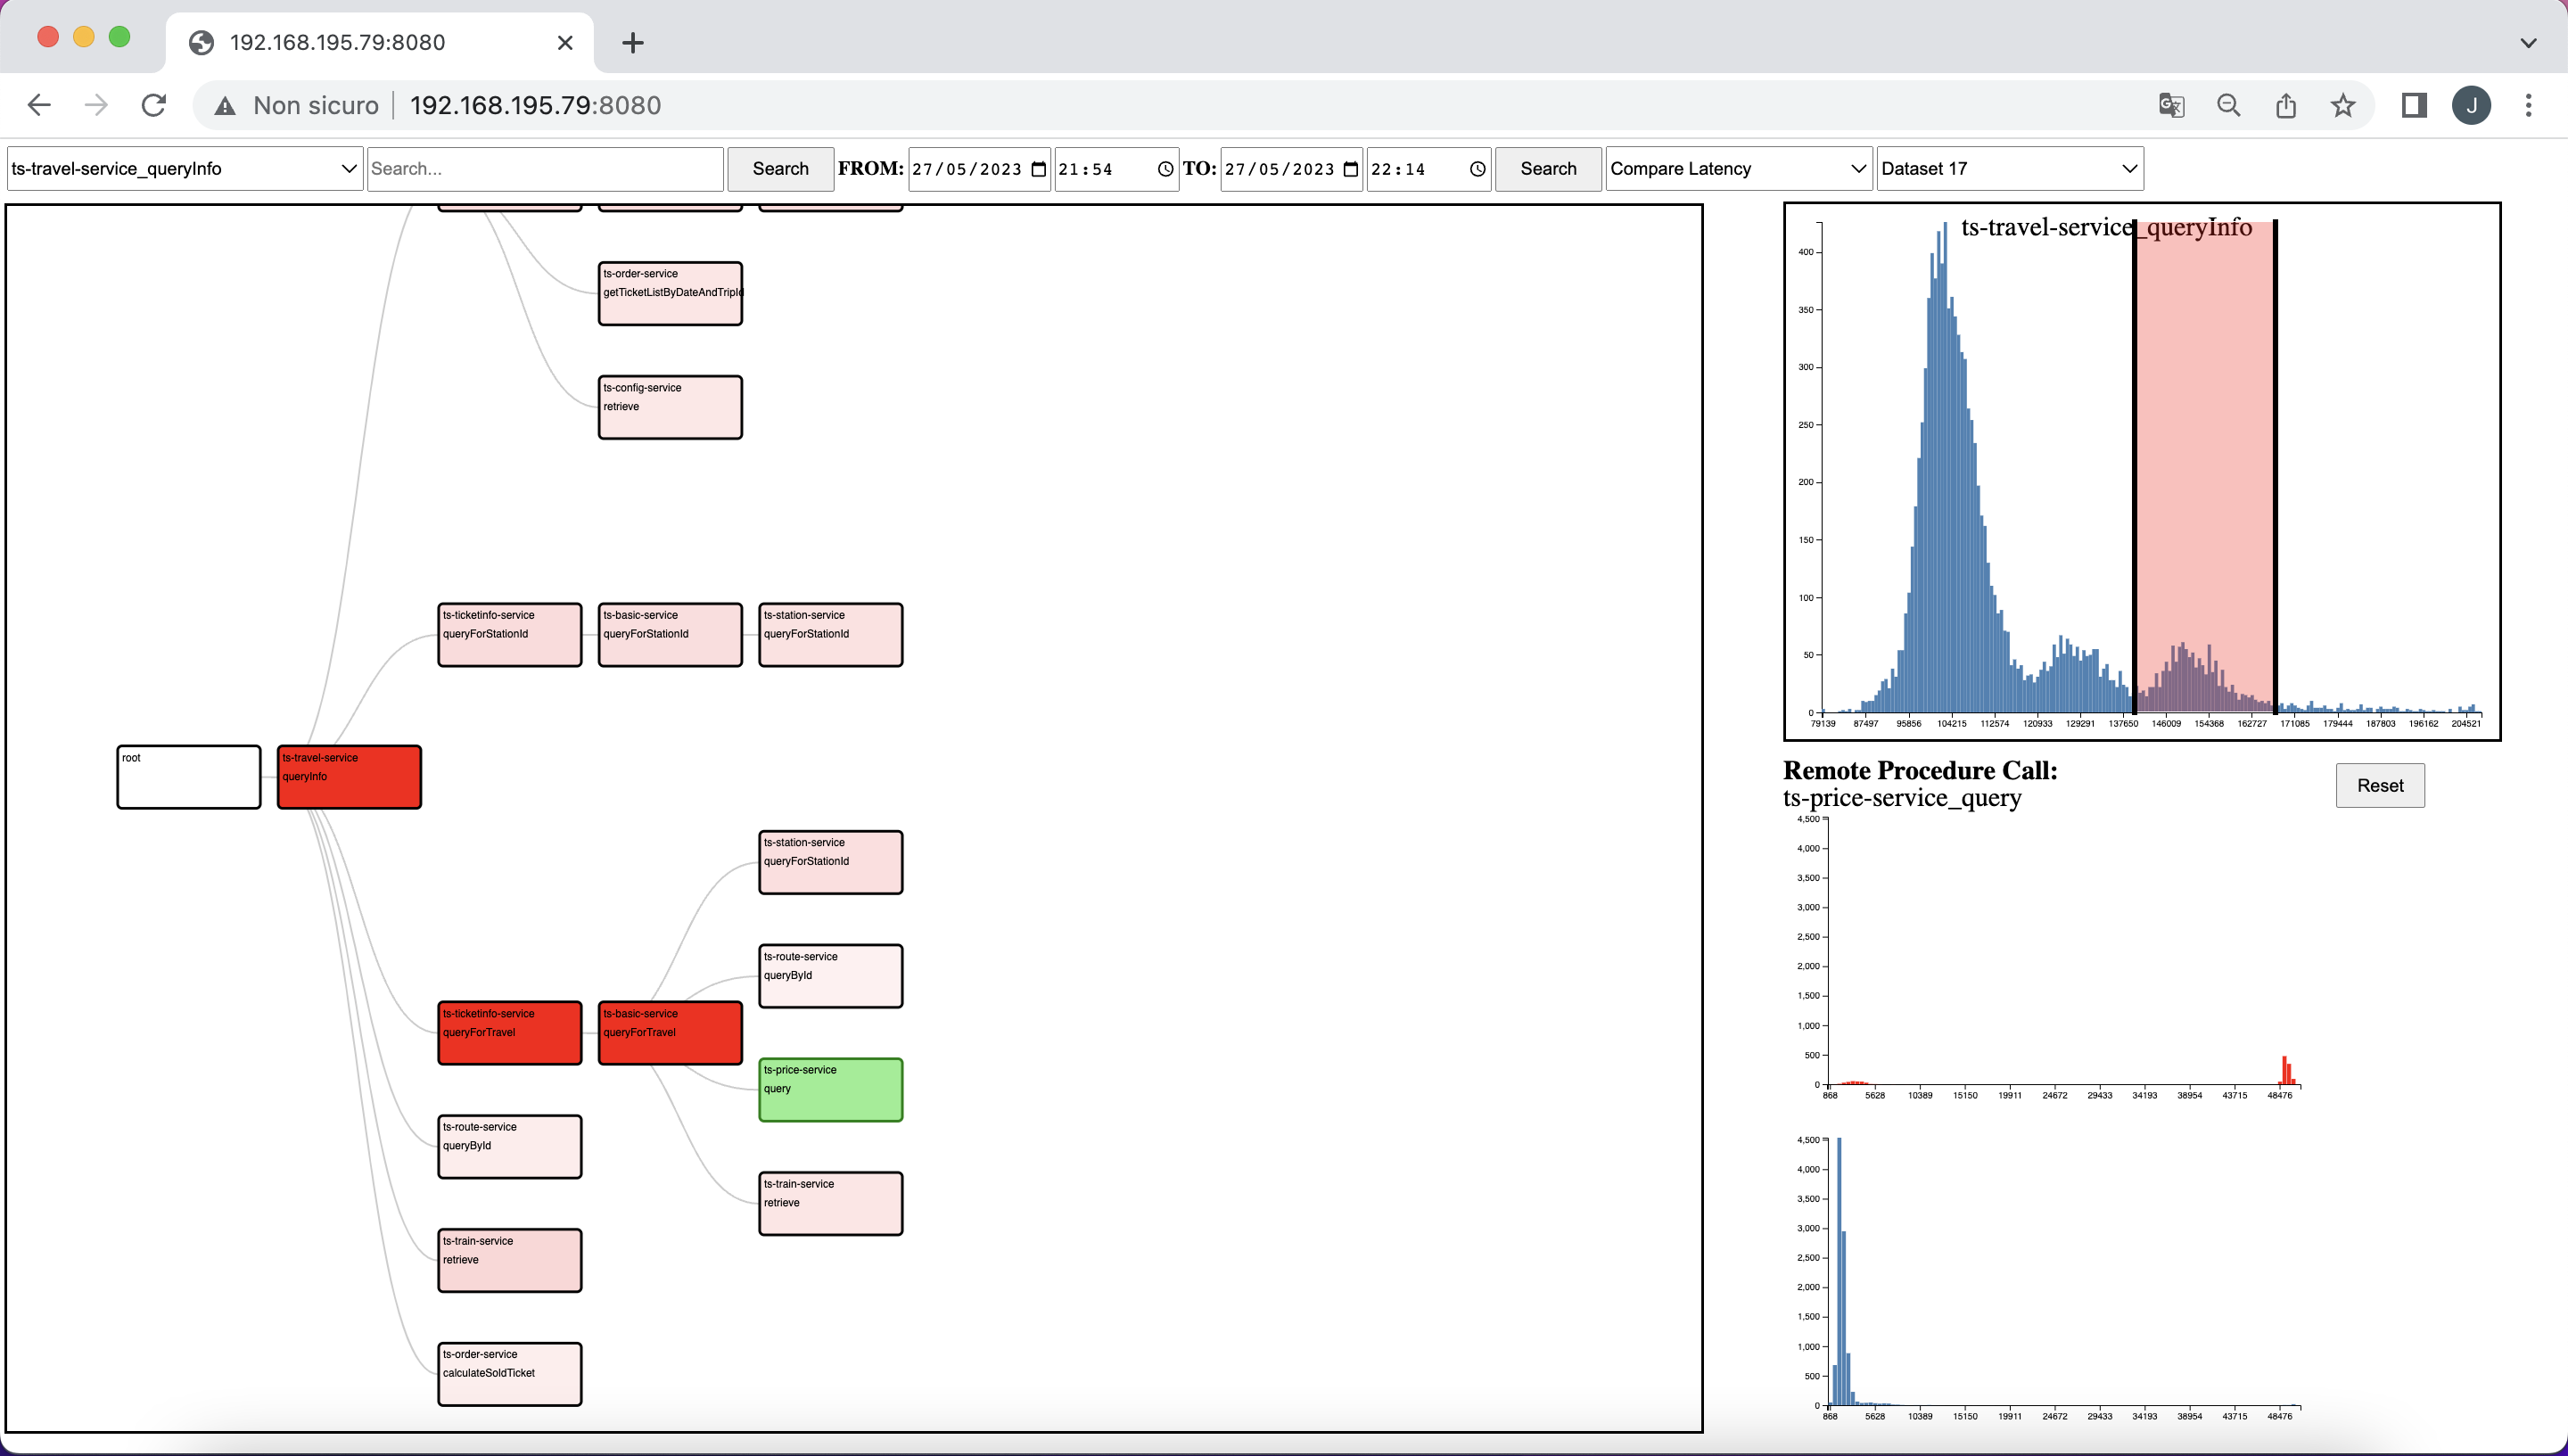 192.168.195.79:8080
Non sicuro
192.168.195.79:8080
J
ts-travel-service_queryInfo
Search...
Search
FROM:
27/05/2023
21:54
TO:
27/05/2023
22:14
Search
Compare Latency
Dataset 17
ts-order-service
getTicketListByDateAndTripId
ts-config-service
retrieve
ts-ticketinfo-service
queryForStationId
ts-basic-service
queryForStationId
ts-station-service
queryForStationId
root
ts-travel-service
queryInfo
ts-station-service
queryForStationId
ts-route-service
queryById
ts-ticketinfo-service
queryForTravel
ts-basic-service
queryForTravel
ts-price-service
query
ts-route-service
queryById
ts-train-service
retrieve
ts-train-service
retrieve
ts-order-service
calculateSoldTicket
ts-travel-service_queryInfo
400
350
300
250
200
150
100
50
0
79139 87497 95856 104215 112574 120933 129291 137650 146009 154368 162727 171085 179444 187803 196162 204521
Remote Procedure Call:
ts-price-service_query
Reset
4,500
4,000
3,500
3,000
2,500
2,000
1,500
1,000
500
0
868 5628 10389 15150 19911 24672 29433 34193 38954 43715 48476
4,500
4,000
3,500
3,000
2,500
2,000
1,500
1,000
500
0
868 5628 10389 15150 19911 24672 29433 34193 38954 43715 48476